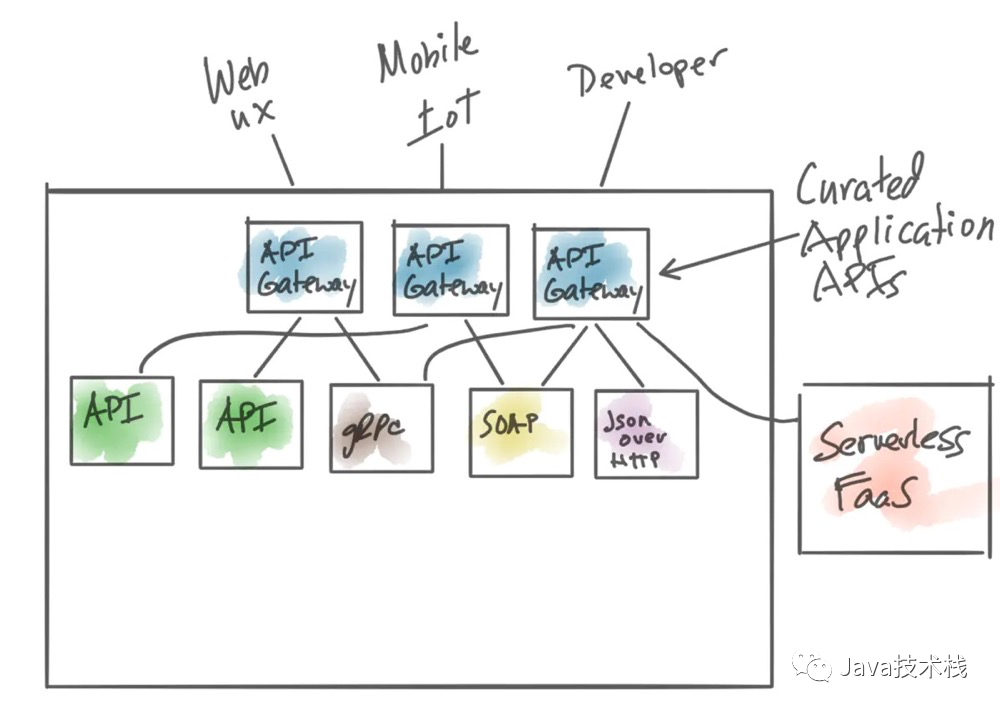 Web
ux
Mobile
IoT
Developer
Curated
Application
APIs
API
Gateway
API
Gateway
API
Gateway
API
API
gRPC
SOAP
Json
over
HTTP
Serverless
FaaS
Java技术栈